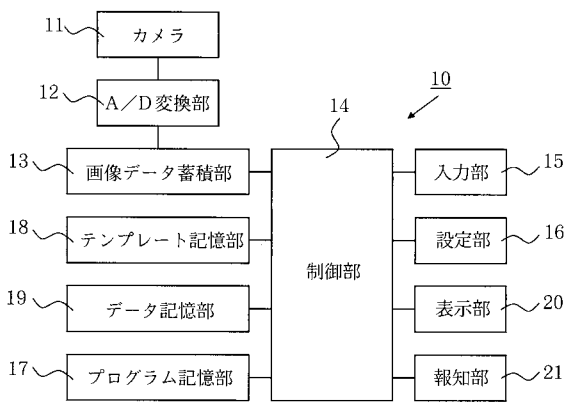 11
カメラ
12
A/D変換部
10
14
13
画像データ蓄積部
入力部
15
18
テンプレート記憶部
設定部
16
制御部
19
データ記憶部
表示部
20
17
プログラム記憶部
報知部
21